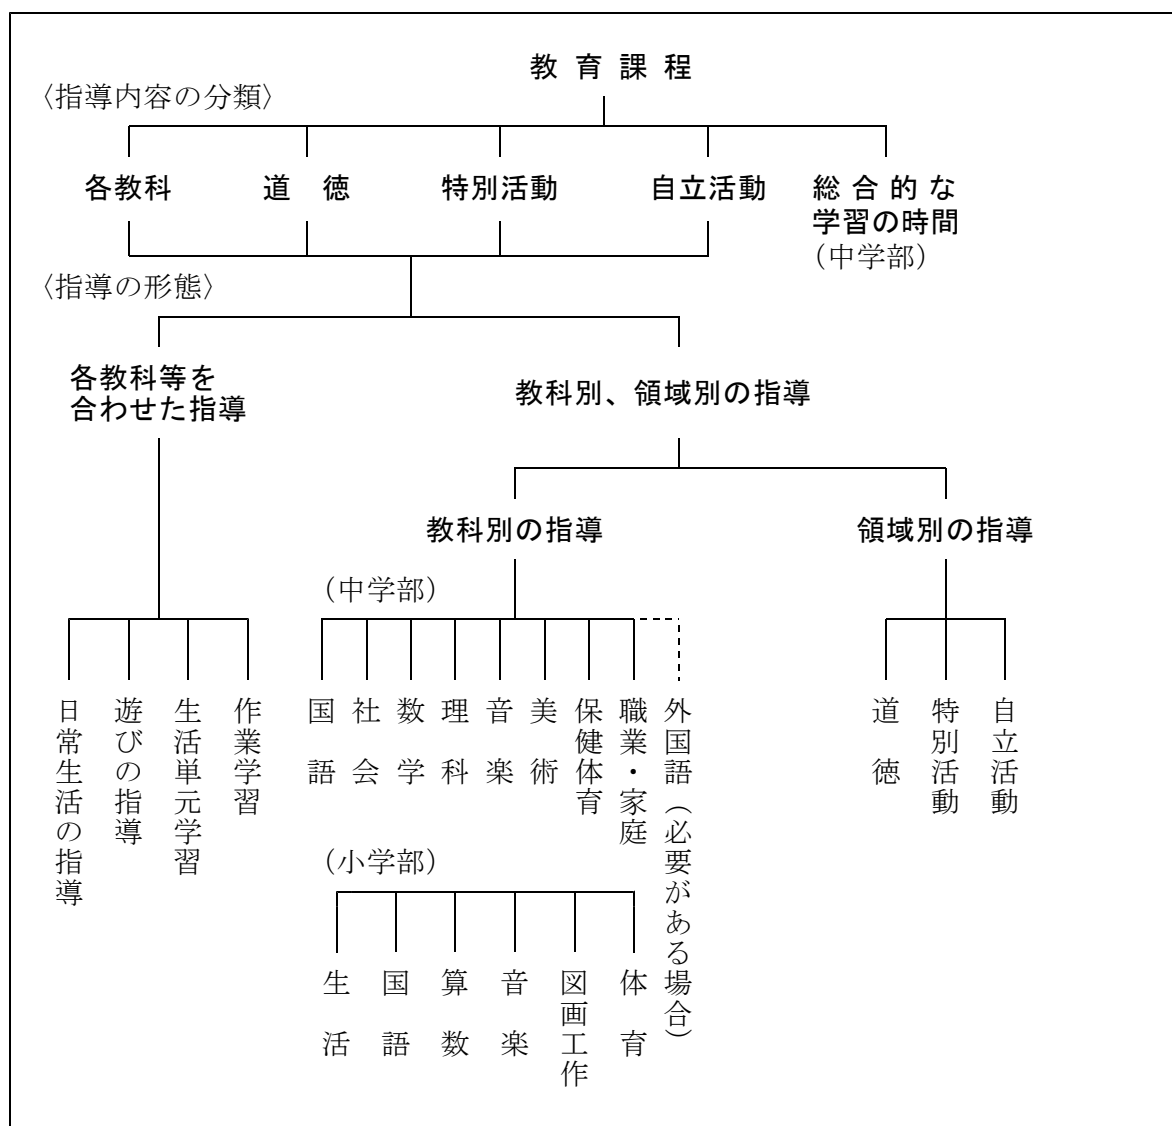 教育課程
〈指導内容の分類〉
各教科
道徳
特別活動
自立活動
総合的な
学習の時間
（中学部）
〈指導の形態〉
各教科等を
合わせた指導
教科別、領域別の指導
教科別の指導
領域別の指導
（中学部）
日常生活の指導
遊びの指導
生活単元学習
作業学習
国語
社会
数学
理科
音楽
美術
保健体育
職業・家庭
外国語（必要がある場合）
道徳
特別活動
自立活動
（小学部）
生活
国語
算数
音楽
図画工作
体育